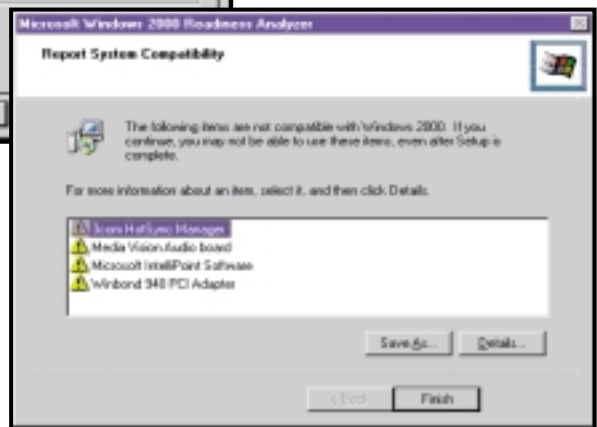 Microsoft Windows 2000 Readiness Analyzer
Report System Compatibility
The following items are not compatible with Windows 2000. If you
continue, you may not be able to use these items, even after Setup is
complete.
For more information about an item, select it, and then click Details.
3com HotSync Manager
Media Vision Audio board
Microsoft IntelliPoint Software
Winbond 940 PCI Adapter
Save As...
Details...
< Back
Finish